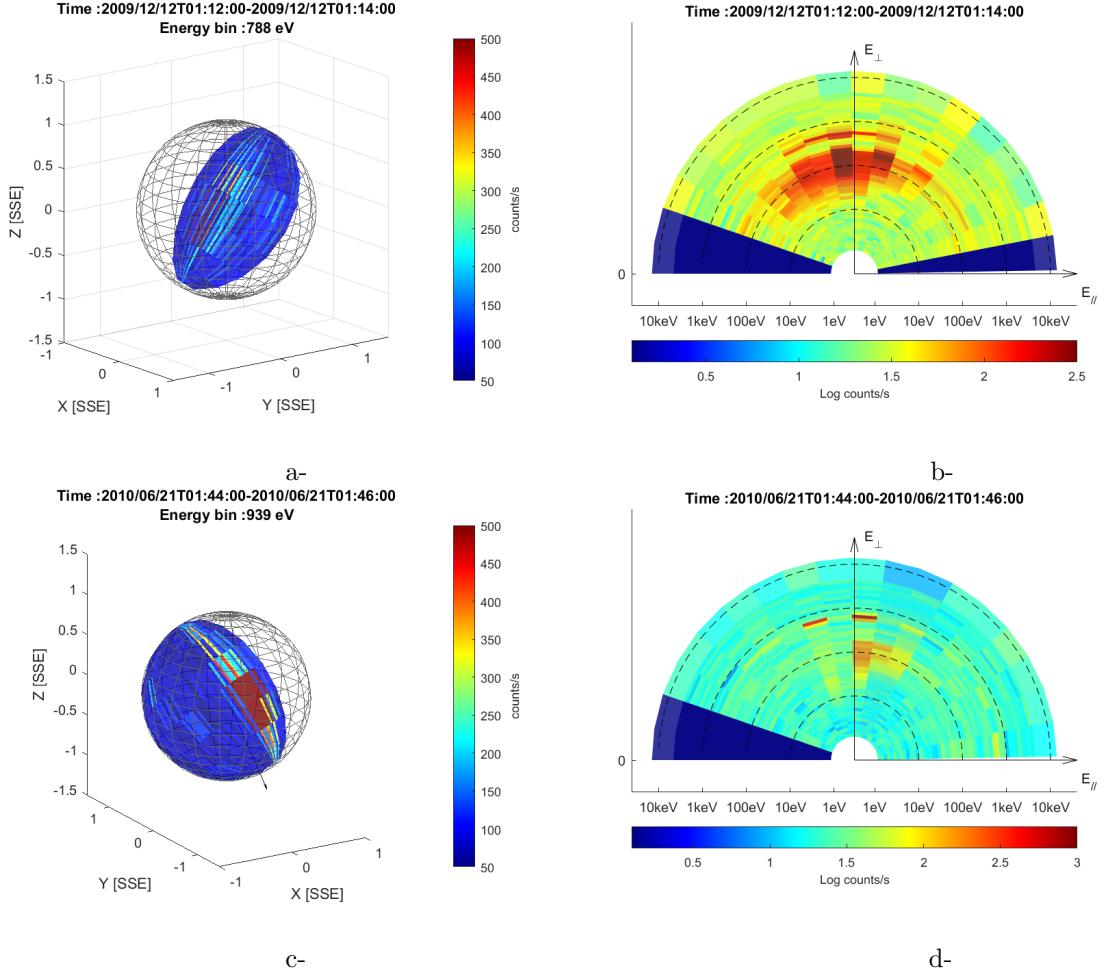 Time :2009/12/12T01:12:00-2009/12/12T01:14:00
Energy bin :788 eV
1.5
1
0.5
0
-0.5
-1
-1.5
Z [SSE]
-1
0
1
X [SSE]
-1
0
1
Y [SSE]
500
450
400
350
300
250
200
150
100
50
counts/s
a-
Time :2009/12/12T01:12:00-2009/12/12T01:14:00
E⊥
0
E//
10keV 1keV 100eV 10eV 1eV 1eV 10eV 100eV 1keV 10keV
0.5 1 1.5 2 2.5
Log counts/s
b-
Time :2010/06/21T01:44:00-2010/06/21T01:46:00
Energy bin :939 eV
1.5
1
0.5
0
-0.5
-1
-1.5
Z [SSE]
1
0
-1
Y [SSE]
-1
0
1
X [SSE]
500
450
400
350
300
250
200
150
100
50
counts/s
c-
Time :2010/06/21T01:44:00-2010/06/21T01:46:00
E⊥
0
E//
10keV 1keV 100eV 10eV 1eV 1eV 10eV 100eV 1keV 10keV
0.5 1 1.5 2 2.5 3
Log counts/s
d-